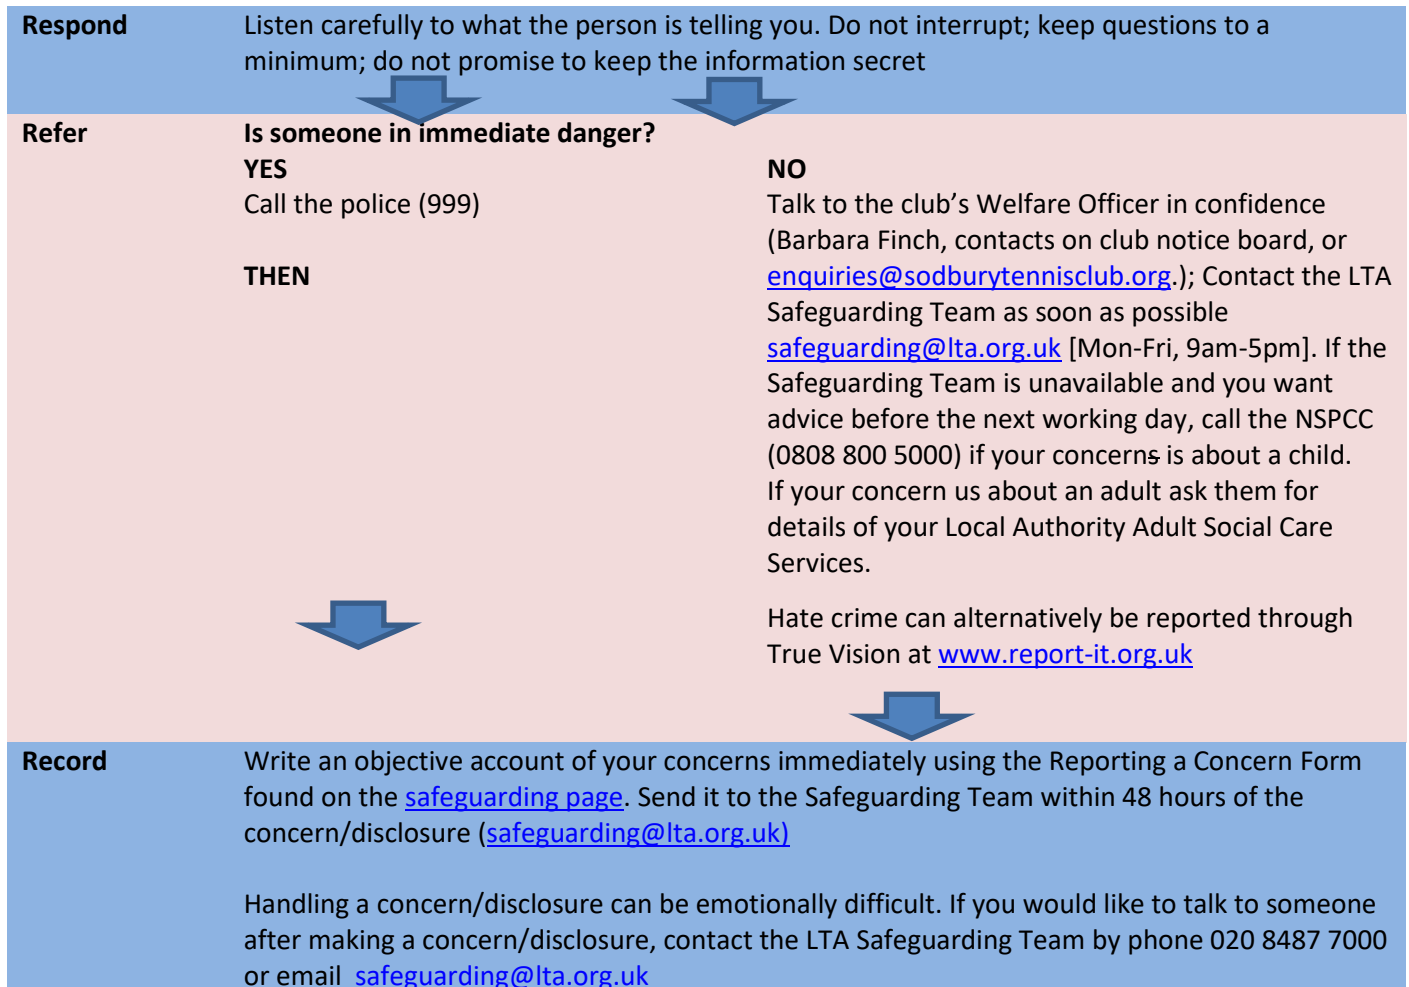 Respond Listen carefully to what the person is telling you. Do not interrupt; keep questions to a
minimum; do not promise to keep the information secret
Refer Is someone in immediate danger?
YES
Call the police (999)
THEN
NO
Talk to the club’s Welfare Officer in confidence
(Barbara Finch, contacts on club notice board, or
enquiries@sodburytennisclub.org.); Contact the LTA
Safeguarding Team as soon as possible
safeguarding@lta.org.uk [Mon-Fri, 9am-5pm]. If the
Safeguarding Team is unavailable and you want
advice before the next working day, call the NSPCC
(0808 800 5000) if your concerns is about a child.
If your concern us about an adult ask them for
details of your Local Authority Adult Social Care
Services.
Hate crime can alternatively be reported through
True Vision at www.report-it.org.uk
Record Write an objective account of your concerns immediately using the Reporting a Concern Form
found on the safeguarding page. Send it to the Safeguarding Team within 48 hours of the
concern/disclosure (safeguarding@lta.org.uk)
Handling a concern/disclosure can be emotionally difficult. If you would like to talk to someone
after making a concern/disclosure, contact the LTA Safeguarding Team by phone 020 8487 7000
or email safeguarding@lta.org.uk